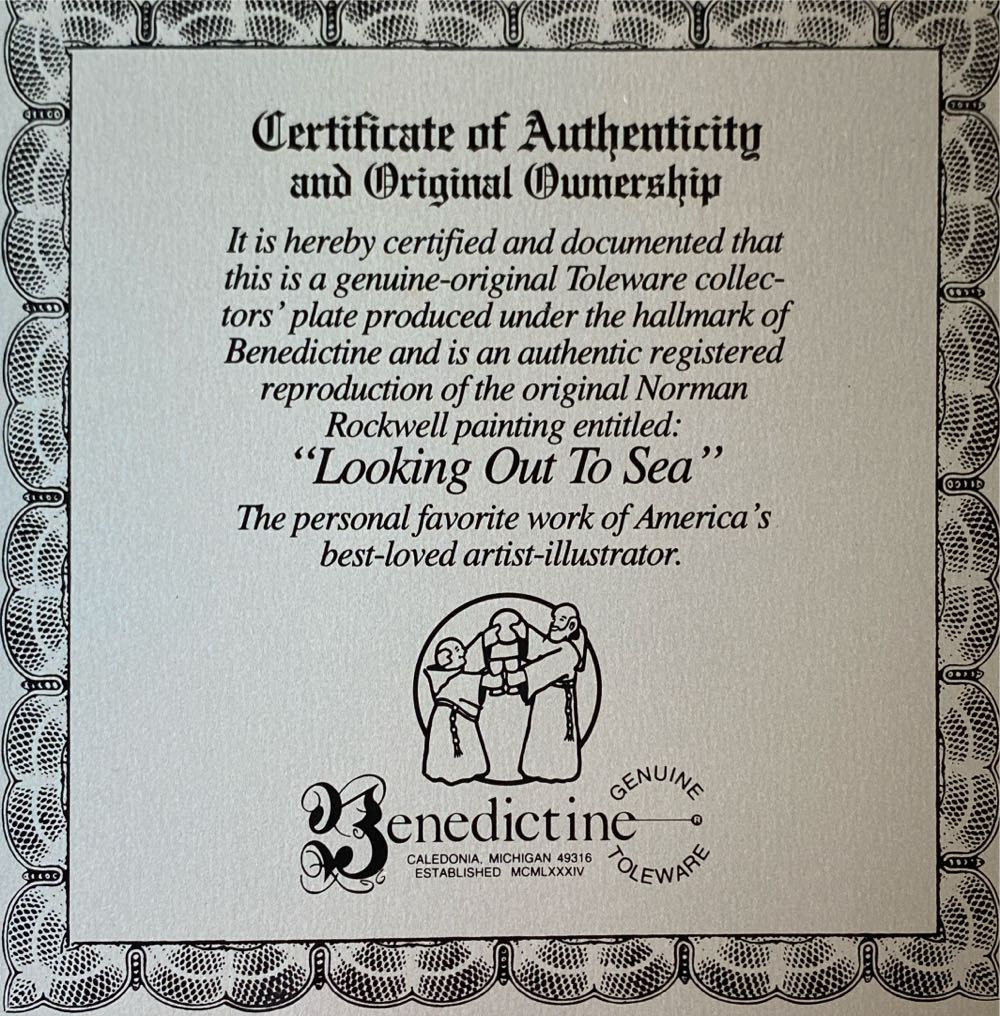 Certificate of Authenticity
and Original Ownership
It is hereby certified and documented that
this is a genuine-original Toleware collec-
tors' plate produced under the hallmark of
Benedictine and is an authentic registered
reproduction of the original Norman
Rockwell painting entitled:
“Looking Out To Sea”
The personal favorite work of America's
best-loved artist-illustrator.
Benedictine
GENUINE
®
TOLEWARE
CALEDONIA, MICHIGAN 49316
ESTABLISHED MCMLXXXIV